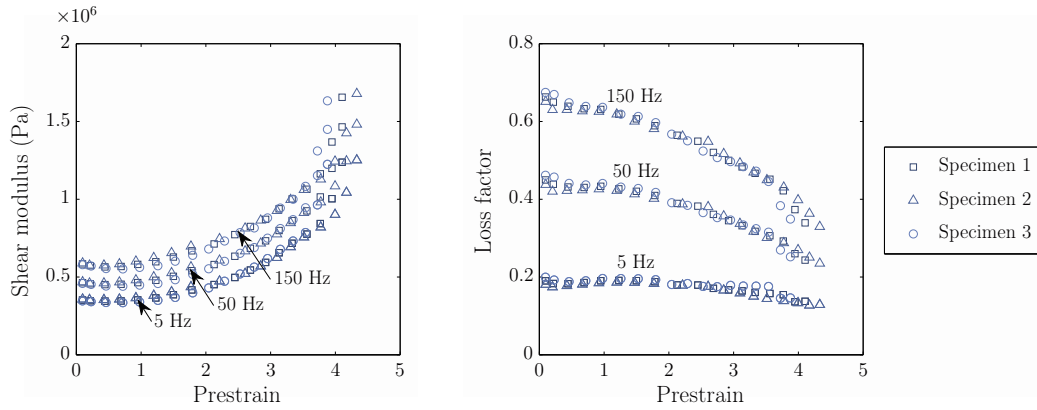 ×10⁶
2
1.5
1
0.5
0
0 1 2 3 4 5
Shear modulus (Pa)
Prestrain
150 Hz
50 Hz
5 Hz
0.8
0.6
0.4
0.2
0
0 1 2 3 4 5
Loss factor
Prestrain
150 Hz
50 Hz
5 Hz
Specimen 1
Specimen 2
Specimen 3